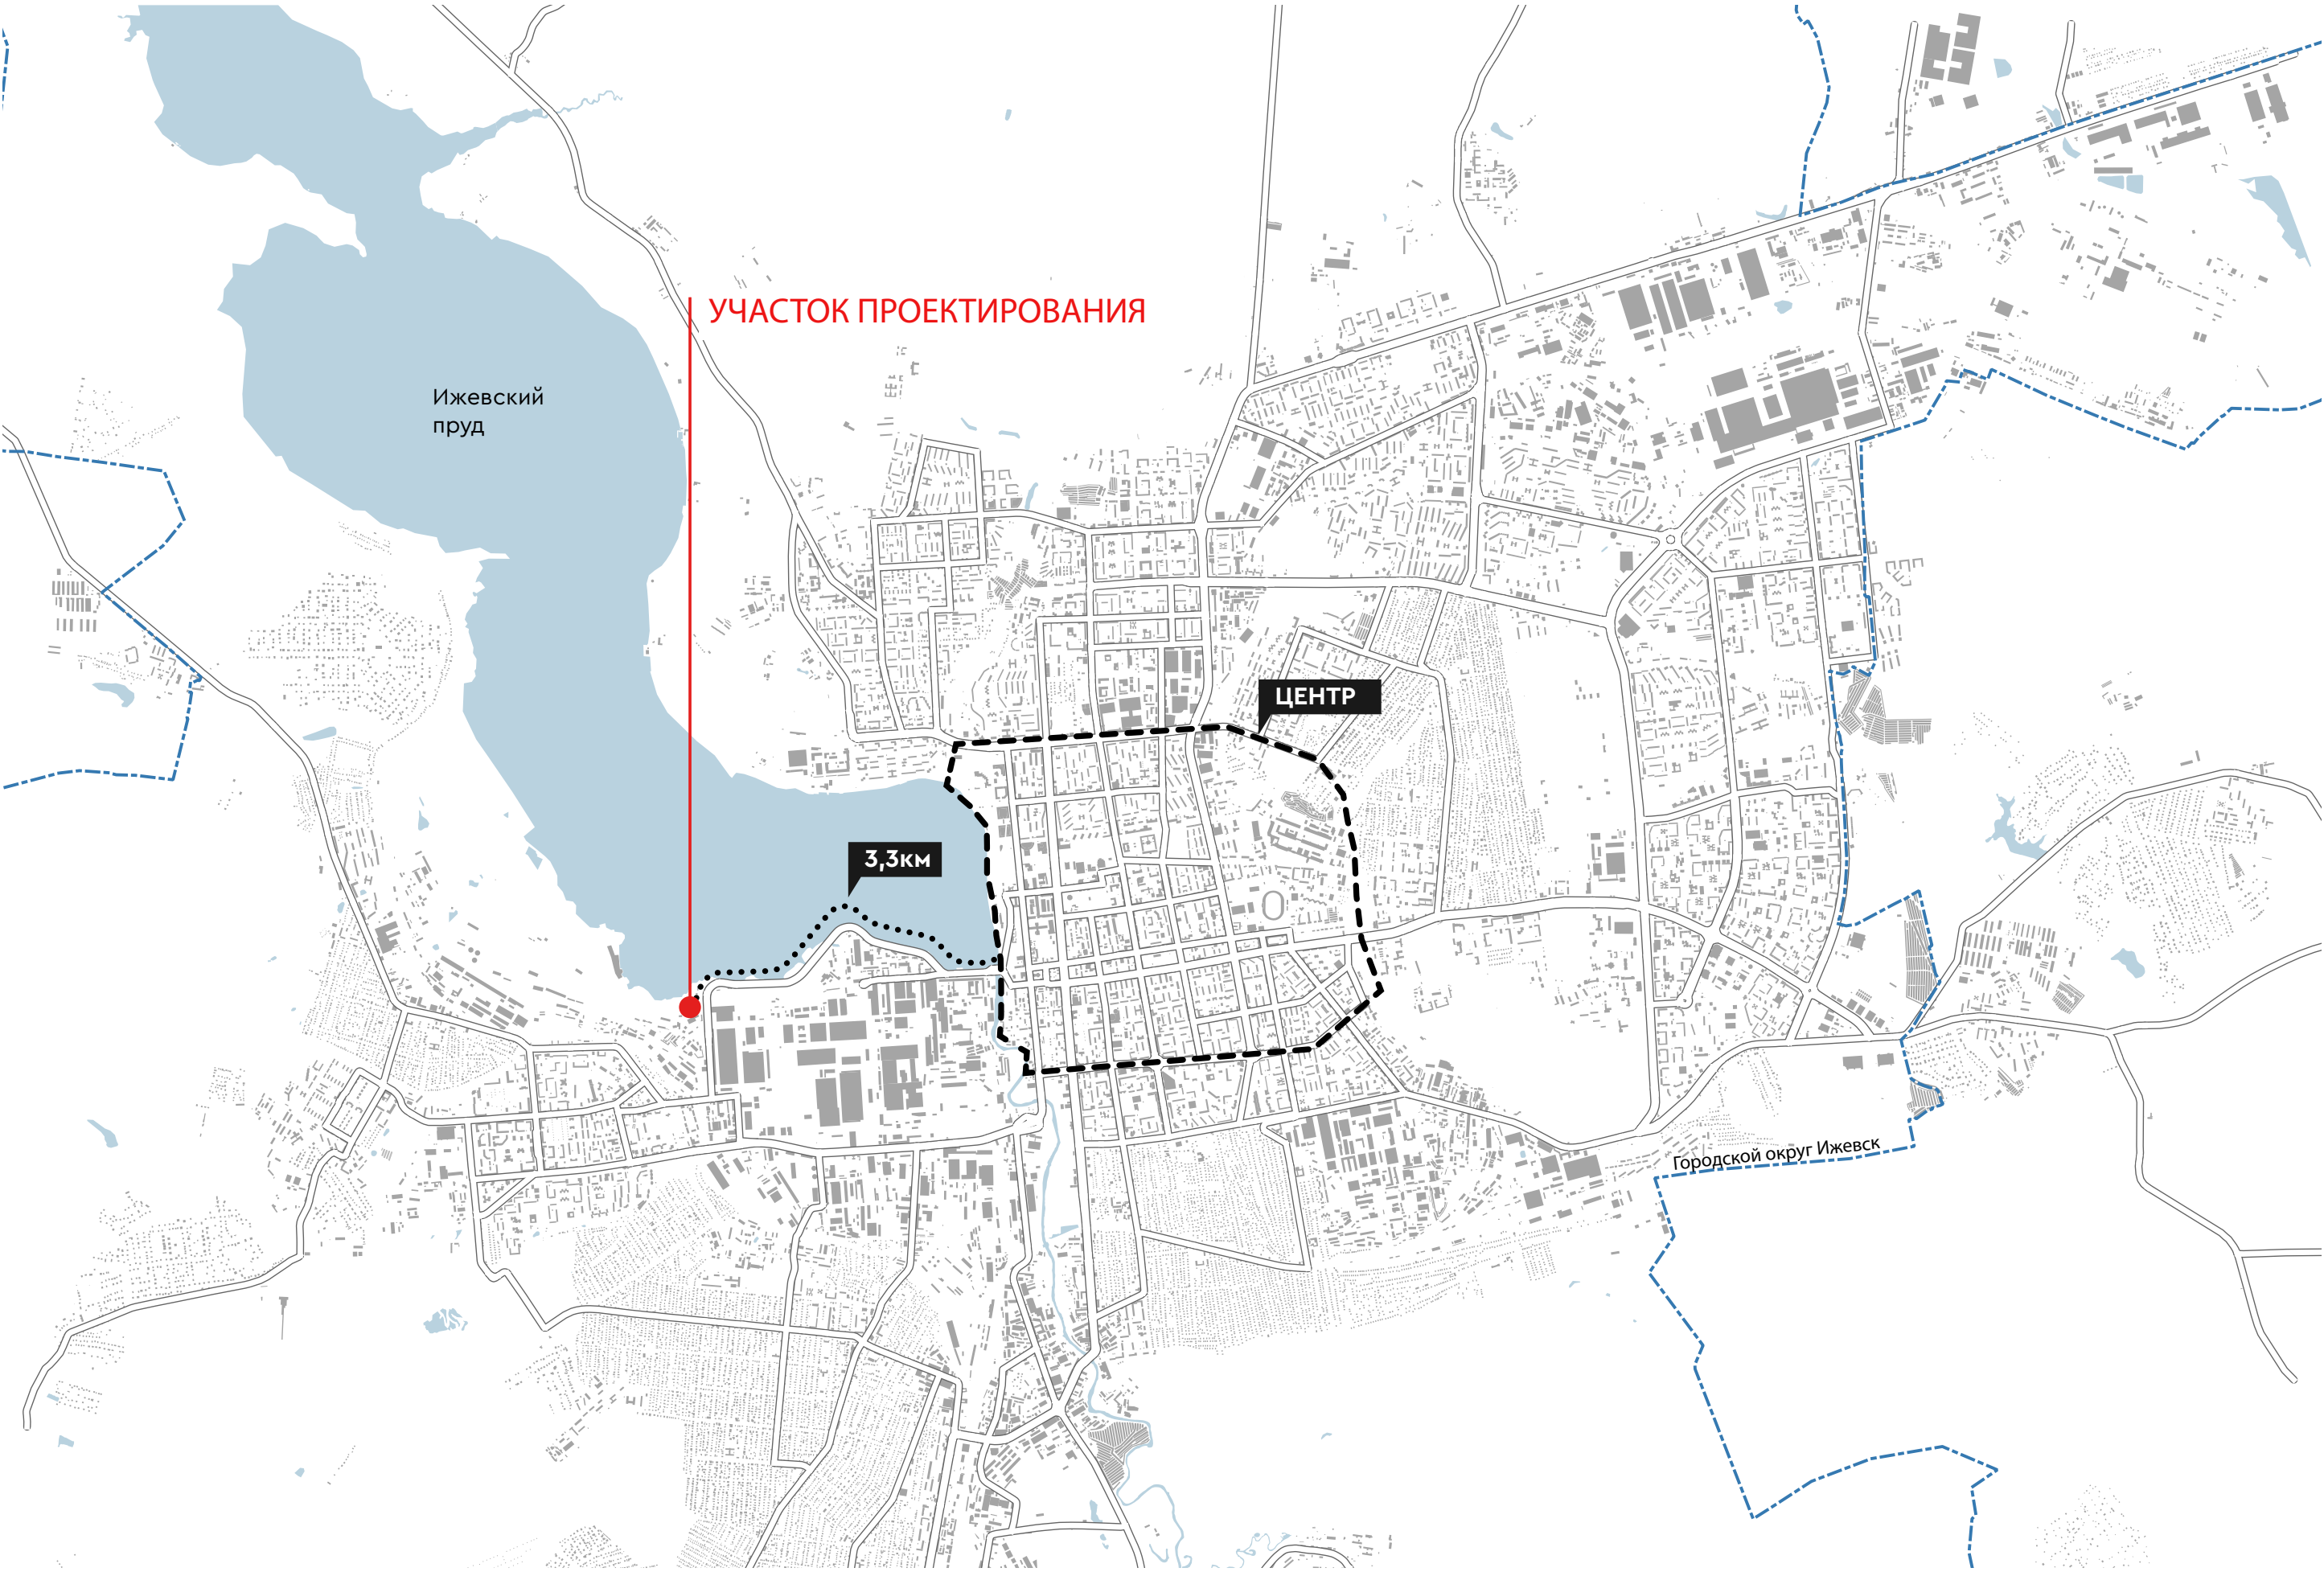 УЧАСТОК ПРОЕКТИРОВАНИЯ
Ижевский
пруд
ЦЕНТР
3,3км
Городской округ Ижевск